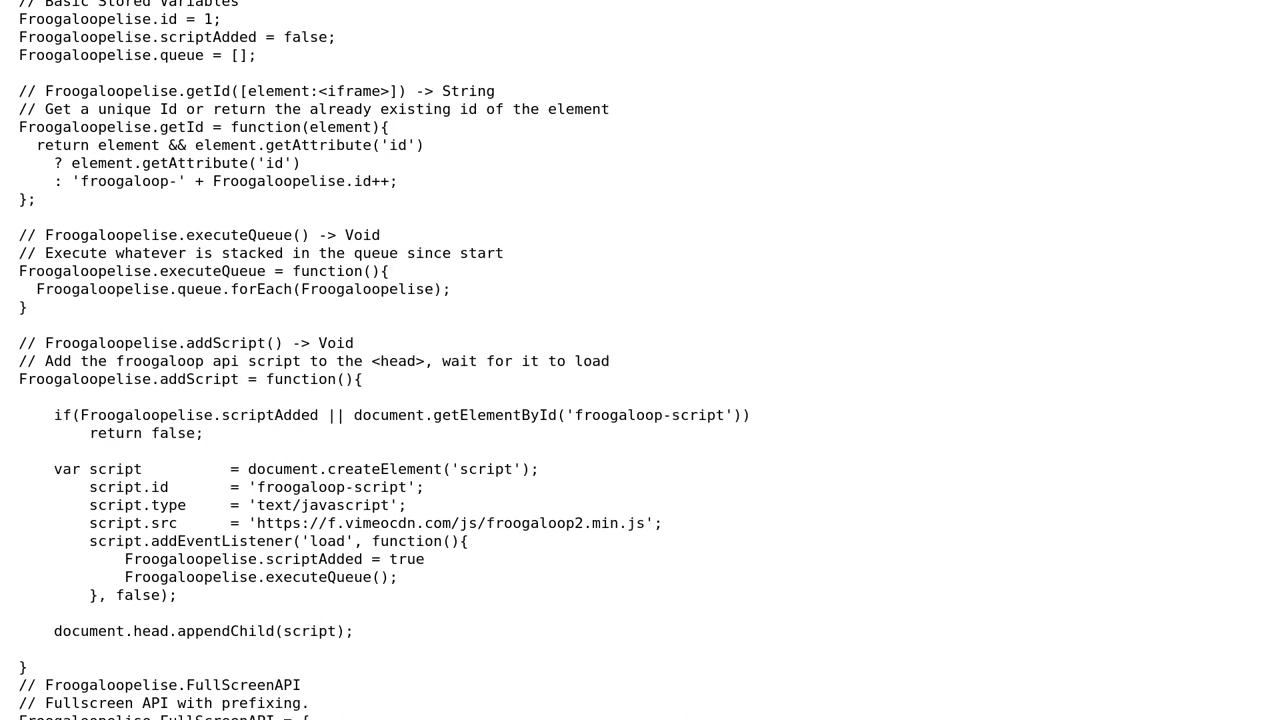 // Basic Stored Variables
Froogaloopelise.id = 1;
Froogaloopelise.scriptAdded = false;
Froogaloopelise.queue = [];

// Froogaloopelise.getId([element:<iframe>]) -> String
// Get a unique Id or return the already existing id of the element
Froogaloopelise.getId = function(element){
  return element && element.getAttribute('id')
    ? element.getAttribute('id')
    : 'froogaloop-' + Froogaloopelise.id++;
};

// Froogaloopelise.executeQueue() -> Void
// Execute whatever is stacked in the queue since start
Froogaloopelise.executeQueue = function(){
  Froogaloopelise.queue.forEach(Froogaloopelise);
}

// Froogaloopelise.addScript() -> Void
// Add the froogaloop api script to the <head>, wait for it to load
Froogaloopelise.addScript = function(){

    if(Froogaloopelise.scriptAdded || document.getElementById('froogaloop-script'))
        return false;

    var script          = document.createElement('script');
        script.id       = 'froogaloop-script';
        script.type     = 'text/javascript';
        script.src      = 'https://f.vimeocdn.com/js/froogaloop2.min.js';
        script.addEventListener('load', function(){
            Froogaloopelise.scriptAdded = true
            Froogaloopelise.executeQueue();
        }, false);

    document.head.appendChild(script);

}
// Froogaloopelise.FullScreenAPI
// Fullscreen API with prefixing.
Froogaloopelise.FullScreenAPI = {